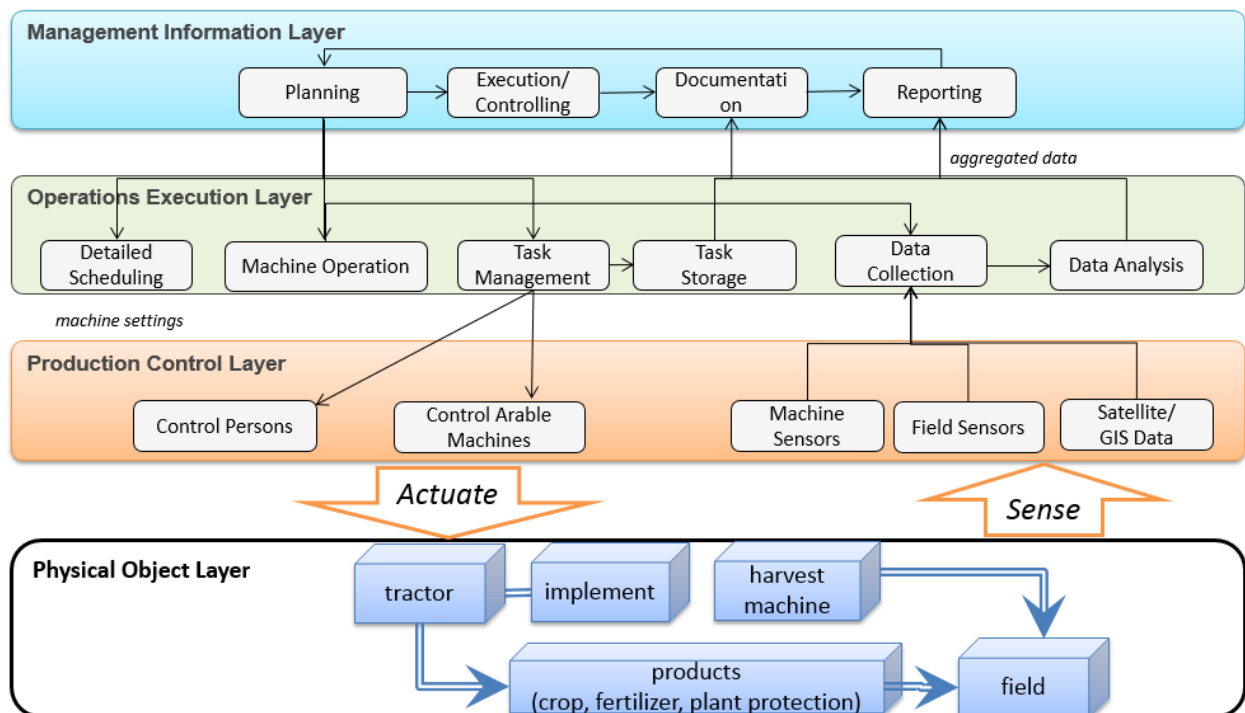 Management Information Layer
Planning
Execution/
Controlling
Documentati
on
Reporting
aggregated data
Operations Execution Layer
Detailed
Scheduling
Machine Operation
Task
Management
Task
Storage
Data
Collection
Data Analysis
machine settings
Production Control Layer
Control Persons
Control Arable
Machines
Machine
Sensors
Field Sensors
Satellite/
GIS Data
Actuate
Sense
Physical Object Layer
tractor
implement
harvest
machine
products
(crop, fertilizer, plant protection)
field